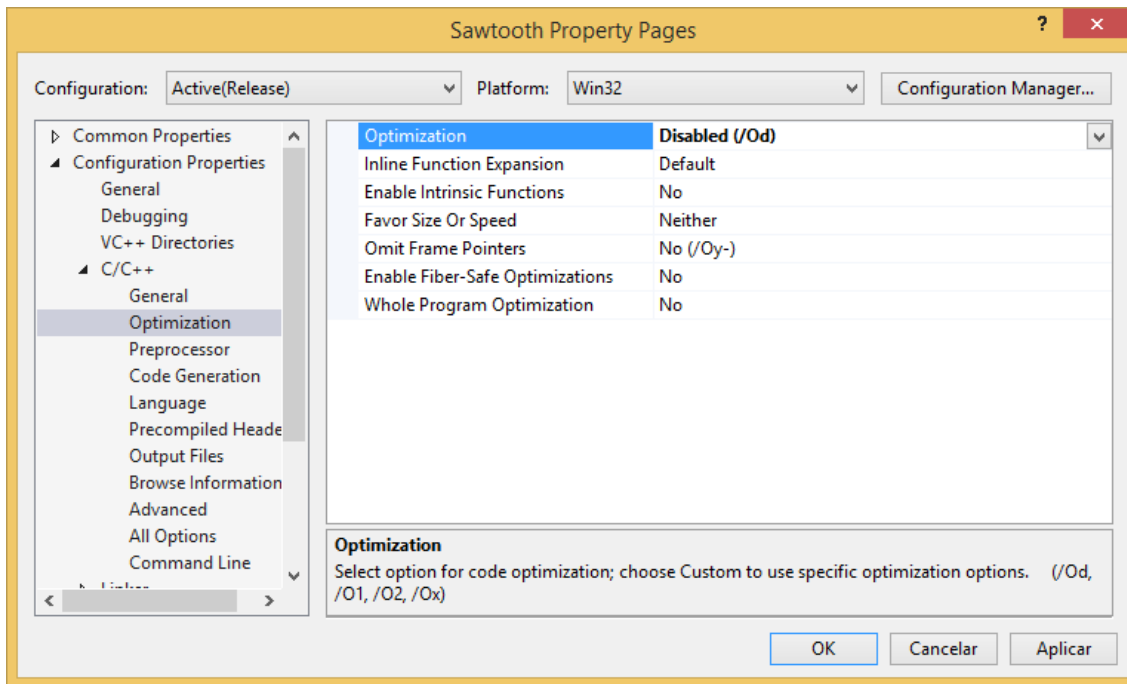 Sawtooth Property Pages
? ×
Configuration: Active(Release) Platform: Win32 Configuration Manager...
Common Properties
Configuration Properties
General
Debugging
VC++ Directories
C/C++
General
Optimization
Preprocessor
Code Generation
Language
Precompiled Heade
Output Files
Browse Information
Advanced
All Options
Command Line
Linker
Optimization Disabled (/Od)
Inline Function Expansion Default
Enable Intrinsic Functions No
Favor Size Or Speed Neither
Omit Frame Pointers No (/Oy-)
Enable Fiber-Safe Optimizations No
Whole Program Optimization No
Optimization
Select option for code optimization; choose Custom to use specific optimization options. (/Od,
/O1, /O2, /Ox)
OK Cancelar Aplicar